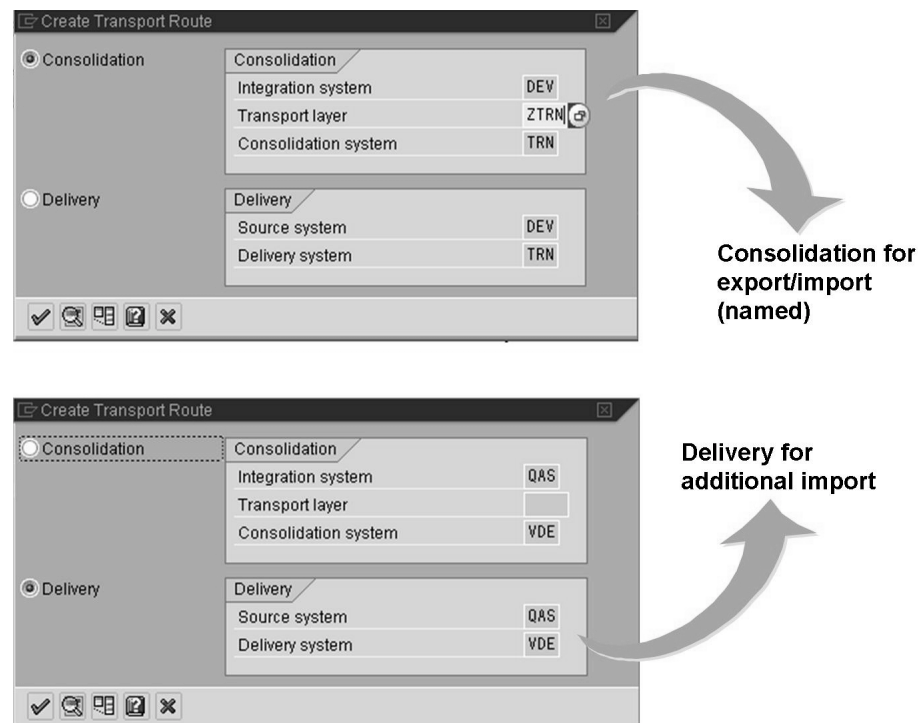 Create Transport Route
Consolidation
Consolidation
Integration system DEV
Transport layer ZTRN
Consolidation system TRN
Delivery
Delivery
Source system DEV
Delivery system TRN
Consolidation for
export/import
(named)
Create Transport Route
Consolidation
Consolidation
Integration system QAS
Transport layer
Consolidation system VDE
Delivery
Delivery
Source system QAS
Delivery system VDE
Delivery for
additional import